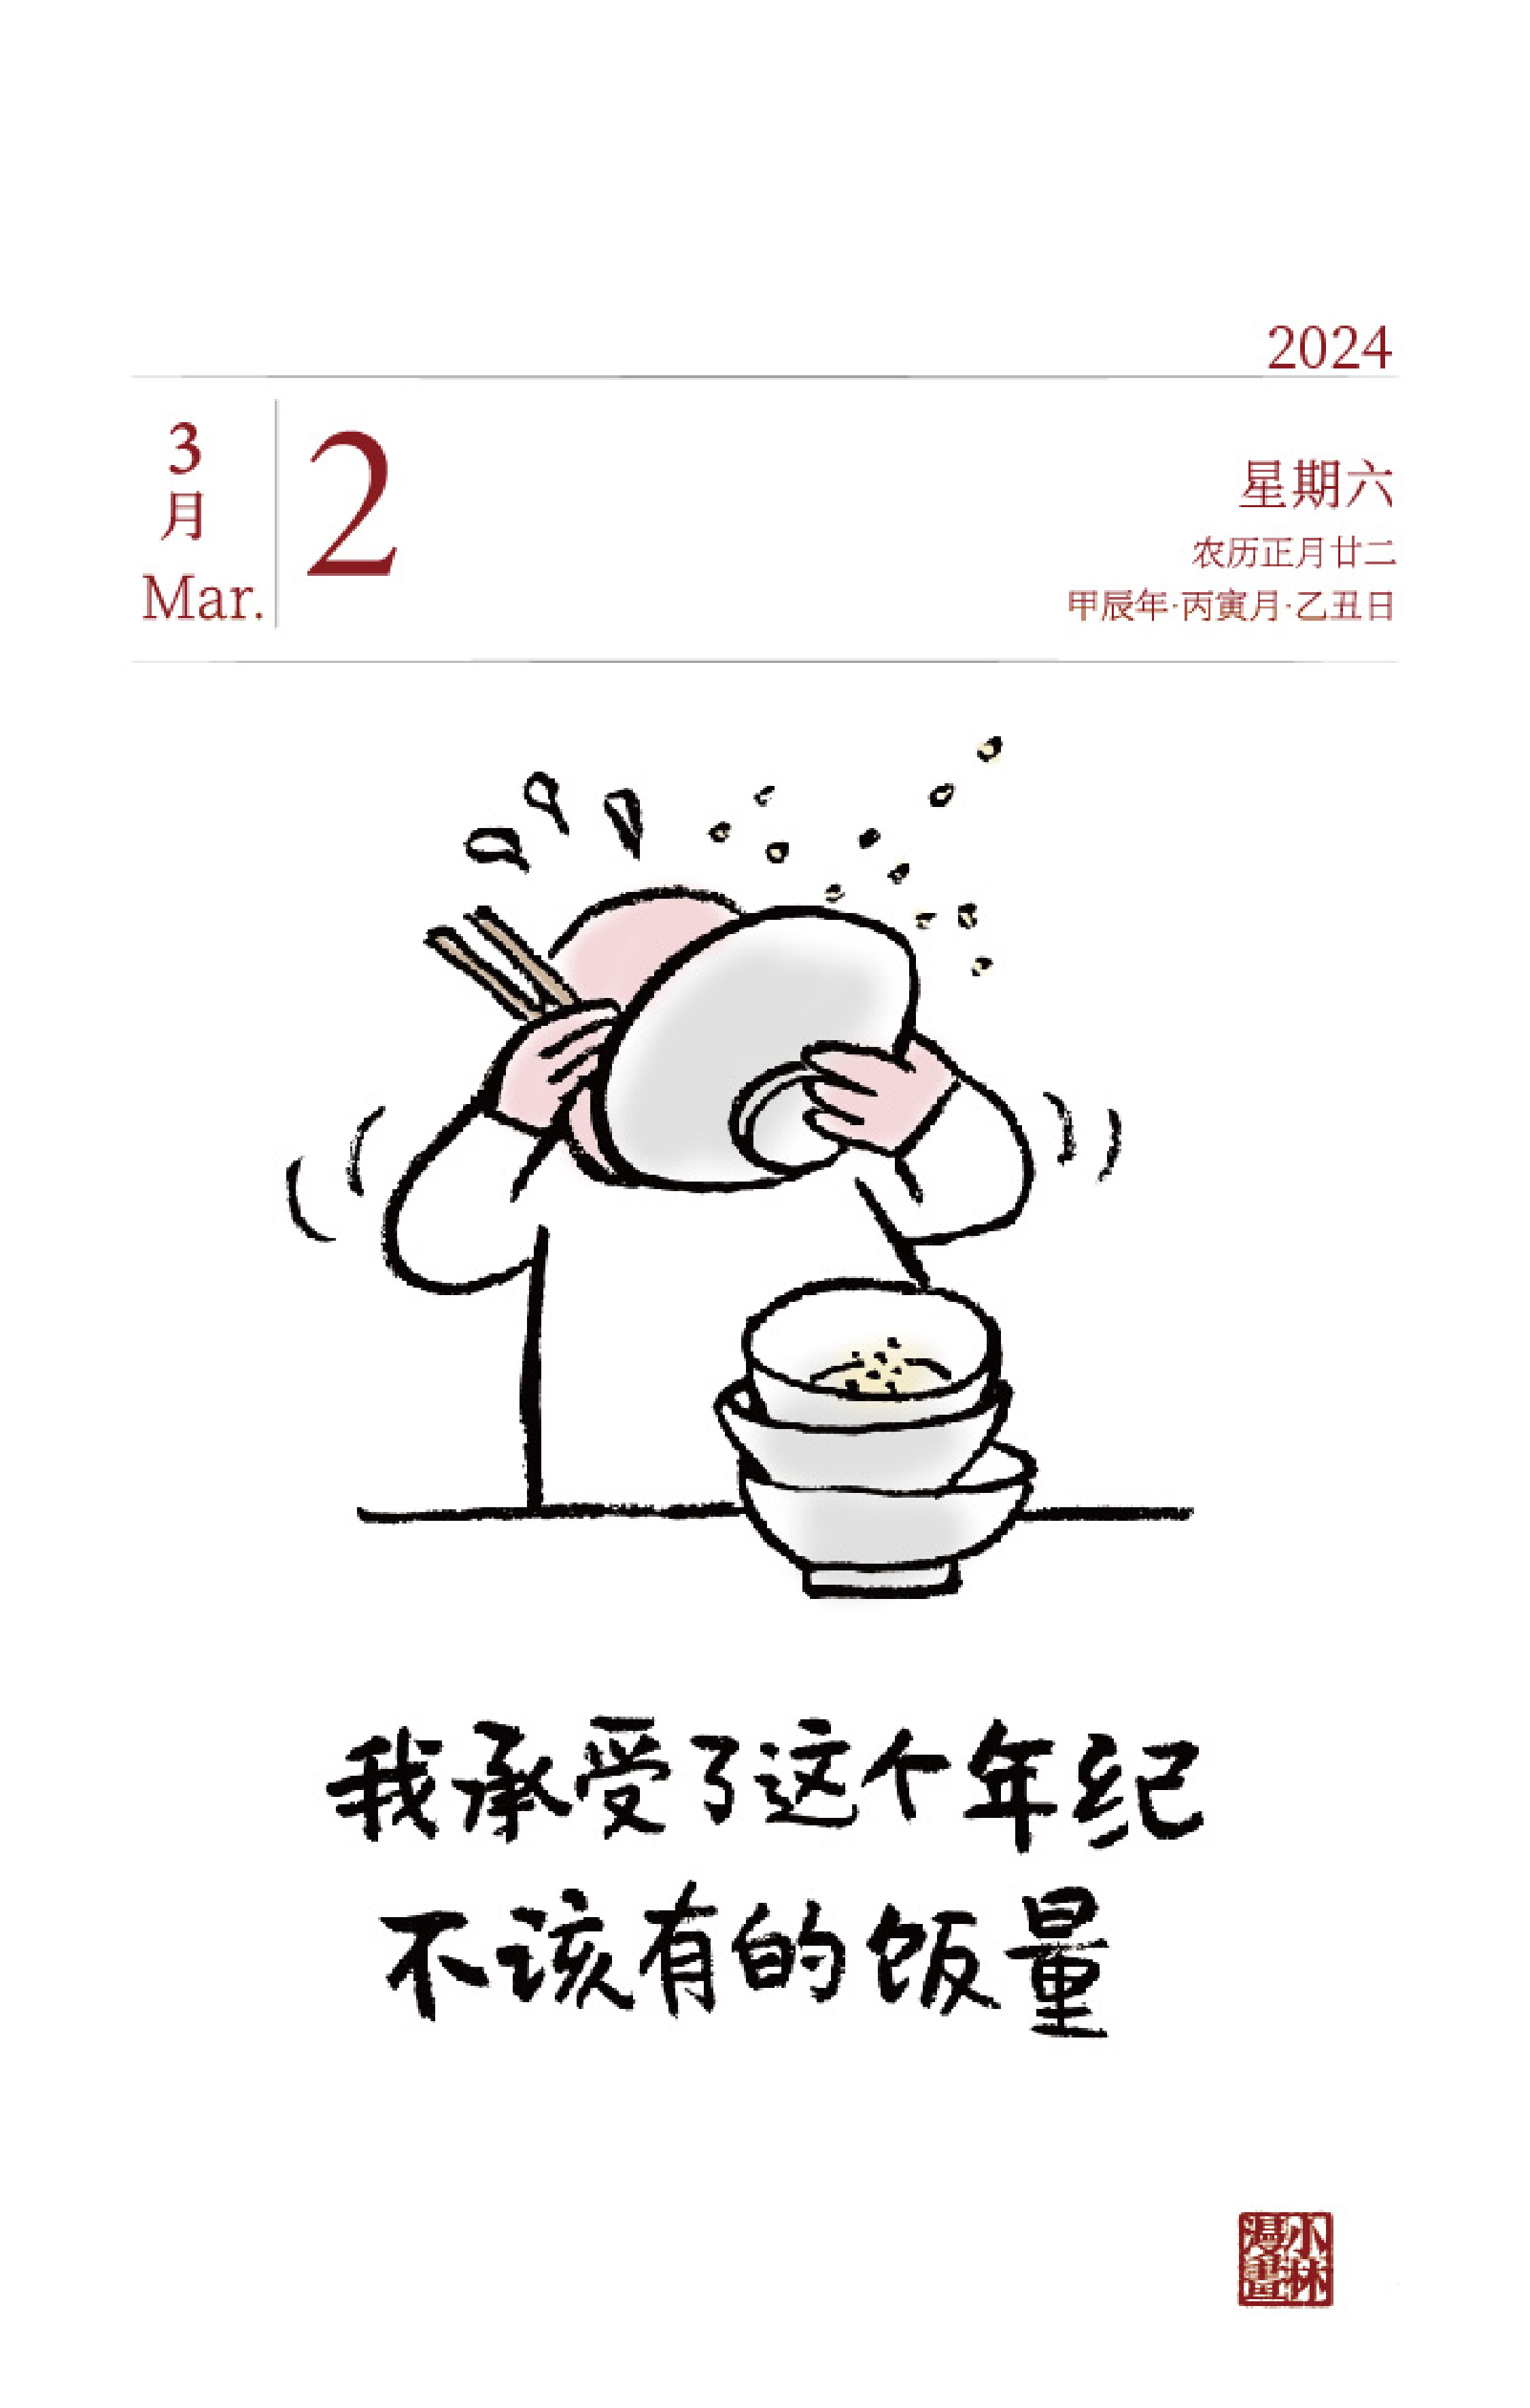 2024
3
月
Mar.
2
星期六
农历正月廿二
甲辰年·丙寅月·乙丑日
我承受了这个年纪
不该有的饭量
小林
漫畫